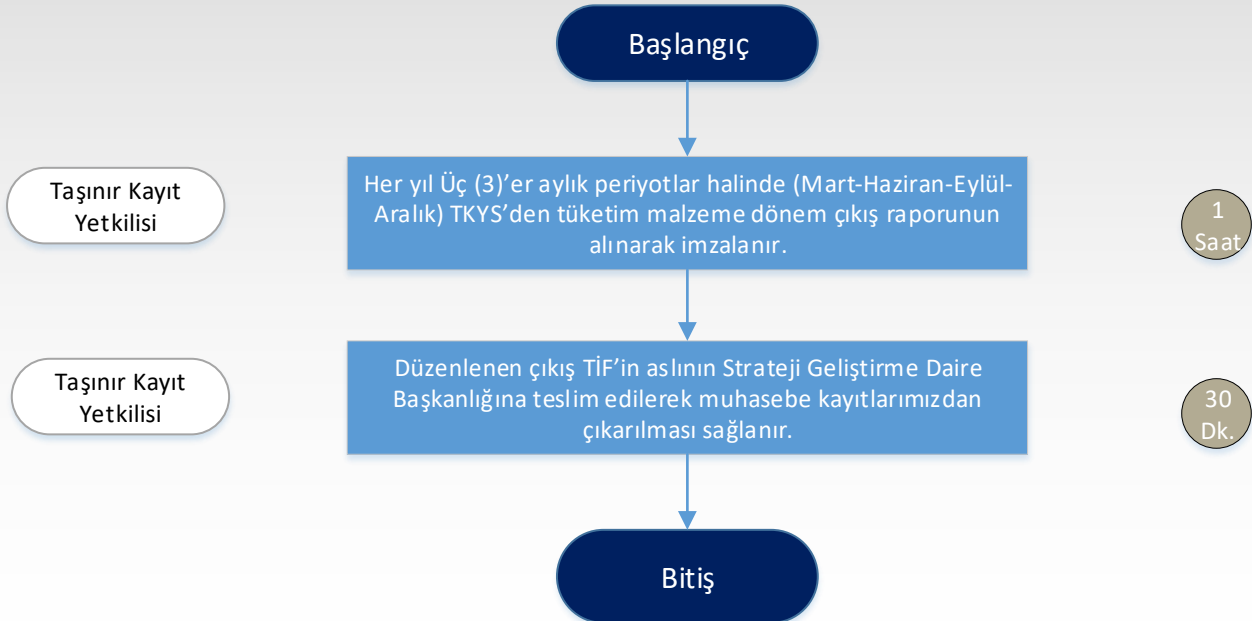 Başlangıç
Taşınır Kayıt
Yetkilisi
Her yıl Üç (3)’er aylık periyotlar halinde (Mart-Haziran-Eylül-
Aralık) TKYS’den tüketim malzeme dönem çıkış raporunun
alınarak imzalanır.
1
Saat
Taşınır Kayıt
Yetkilisi
Düzenlenen çıkış TİF’in aslının Strateji Geliştirme Daire
Başkanlığına teslim edilerek muhasebe kayıtlarımızdan
çıkarılması sağlanır.
30
Dk.
Bitiş